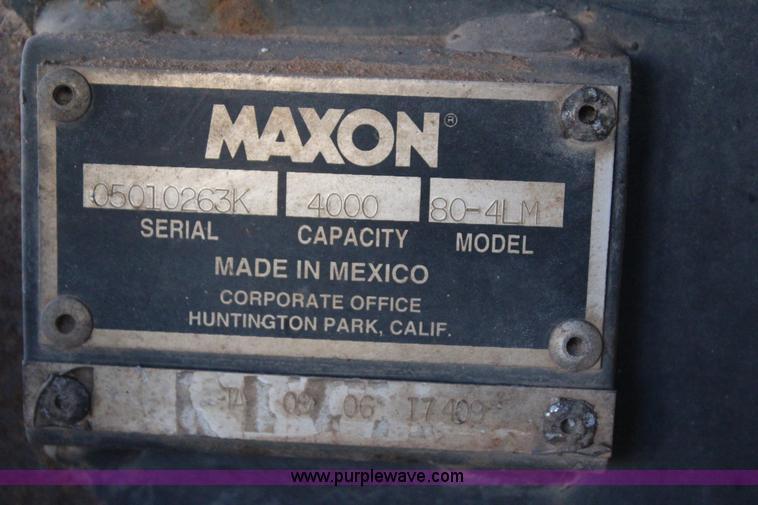 MAXON®
05010263K 4000 80-4LM
SERIAL CAPACITY MODEL
MADE IN MEXICO
CORPORATE OFFICE
HUNTINGTON PARK, CALIF.
06 17409
www.purplewave.com